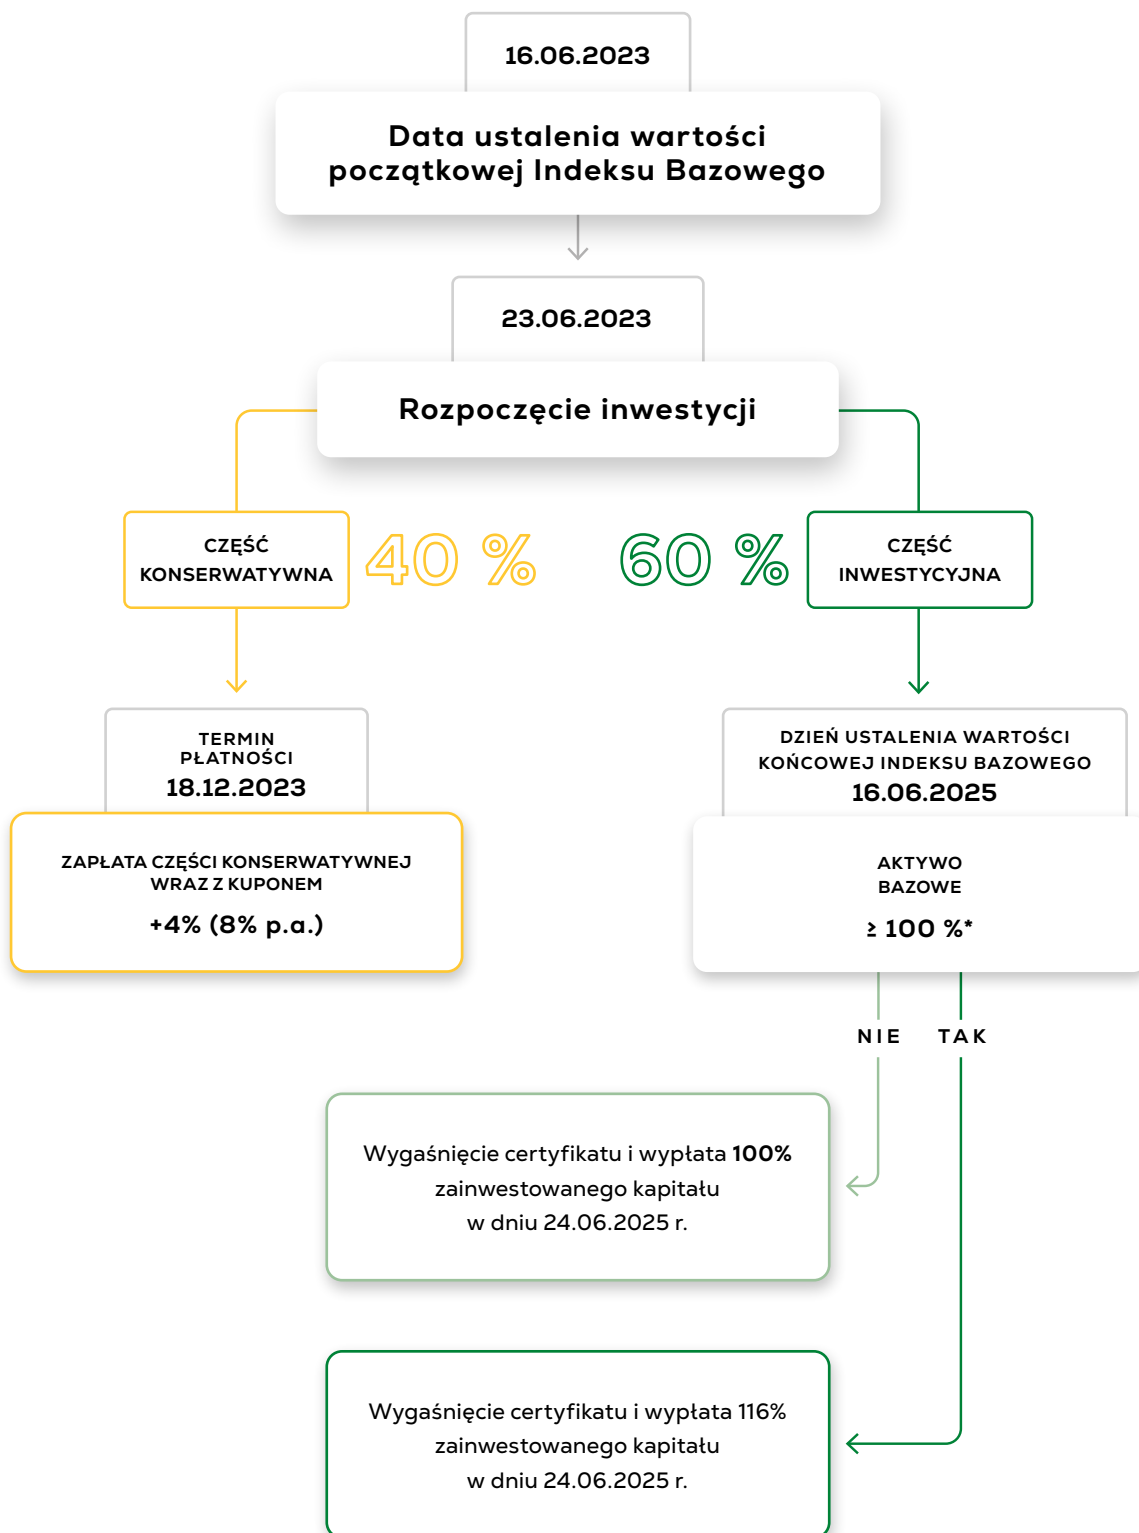 16.06.2023
Data ustalenia wartości
początkowej Indeksu Bazowego
23.06.2023
Rozpoczęcie inwestycji
CZĘŚĆ
KONSERWATYWNA
40 %
60 %
CZĘŚĆ
INWESTYCYJNA
TERMIN
PŁATNOŚCI
18.12.2023
ZAPŁATA CZĘŚCI KONSERWATYWNEJ
WRAZ Z KUPONEM
+4% (8% p.a.)
DZIEŃ USTALENIA WARTOŚCI
KOŃCOWEJ INDEKSU BAZOWEGO
16.06.2025
AKTYWO
BAZOWE
≥ 100 %*
NIE TAK
Wygaśnięcie certyfikatu i wypłata 100%
zainwestowanego kapitału
w dniu 24.06.2025 r.
Wygaśnięcie certyfikatu i wypłata 116%
zainwestowanego kapitału
w dniu 24.06.2025 r.